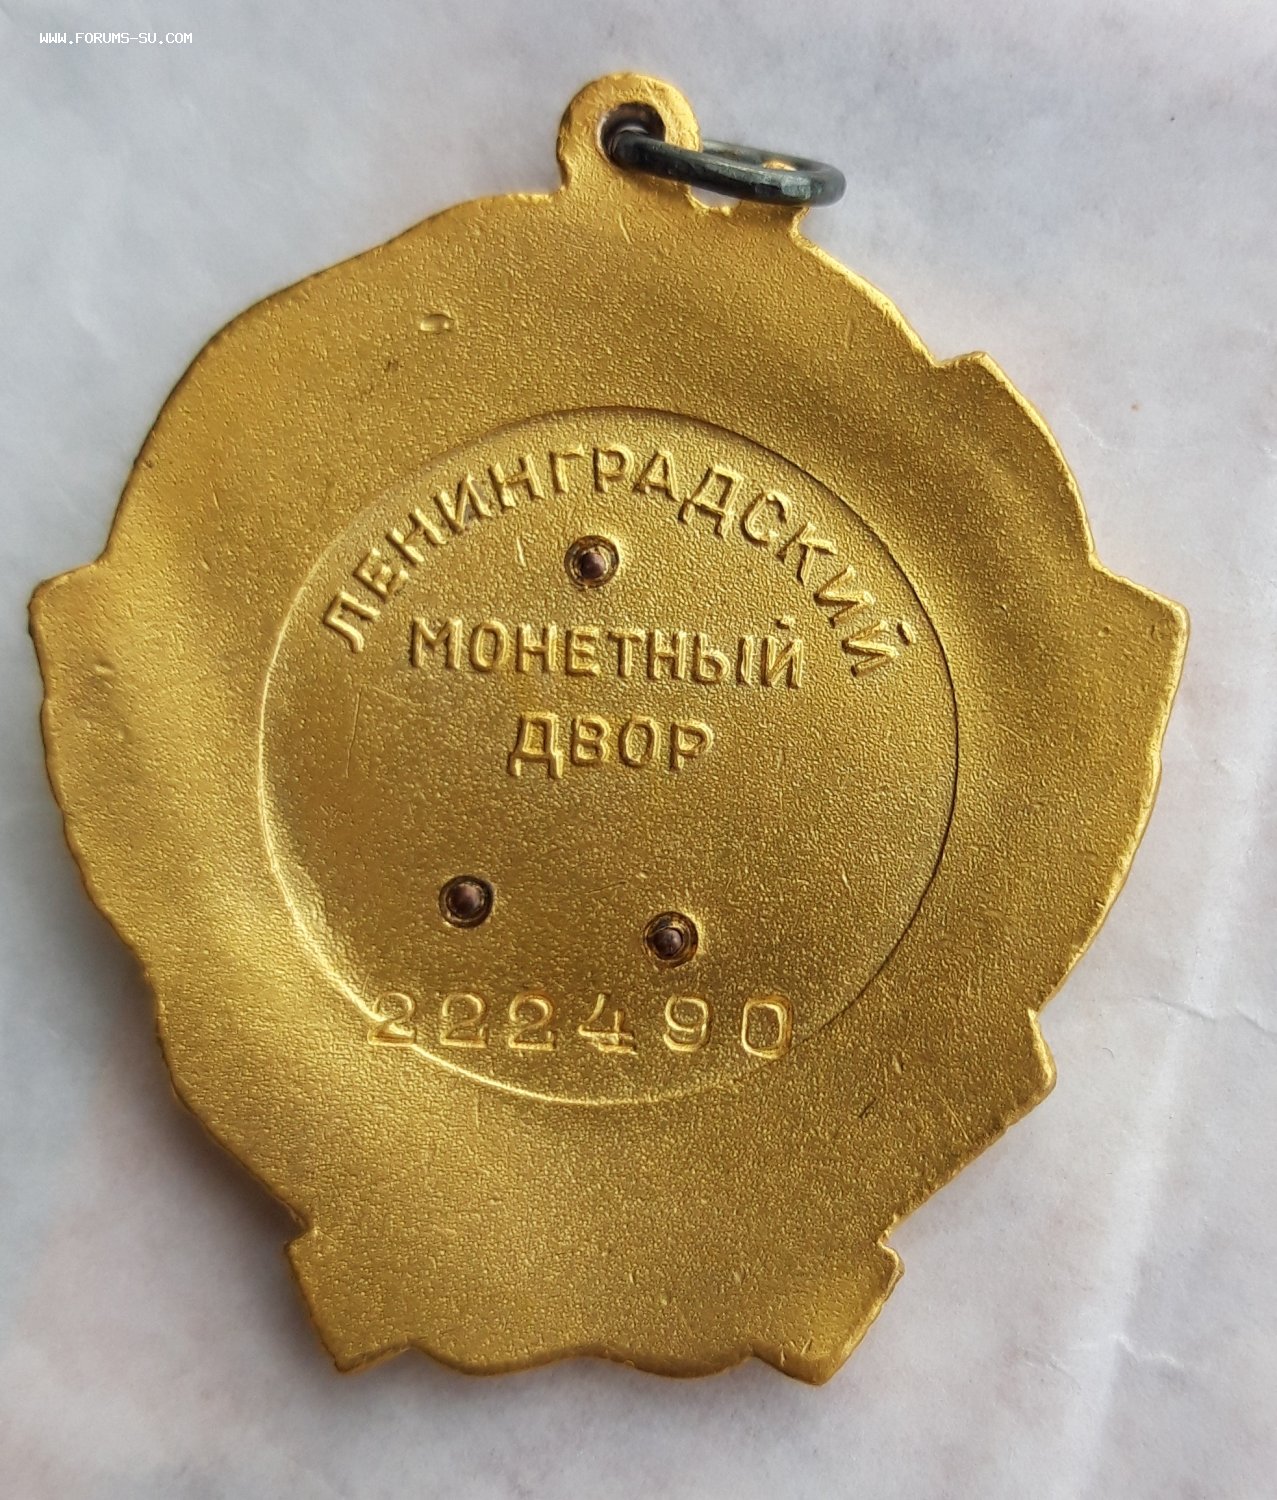 WWW.FORUMS-SU.COM
ЛЕНИНГРАДСКИЙ
МОНЕТНЫЙ
ДВОР
222490